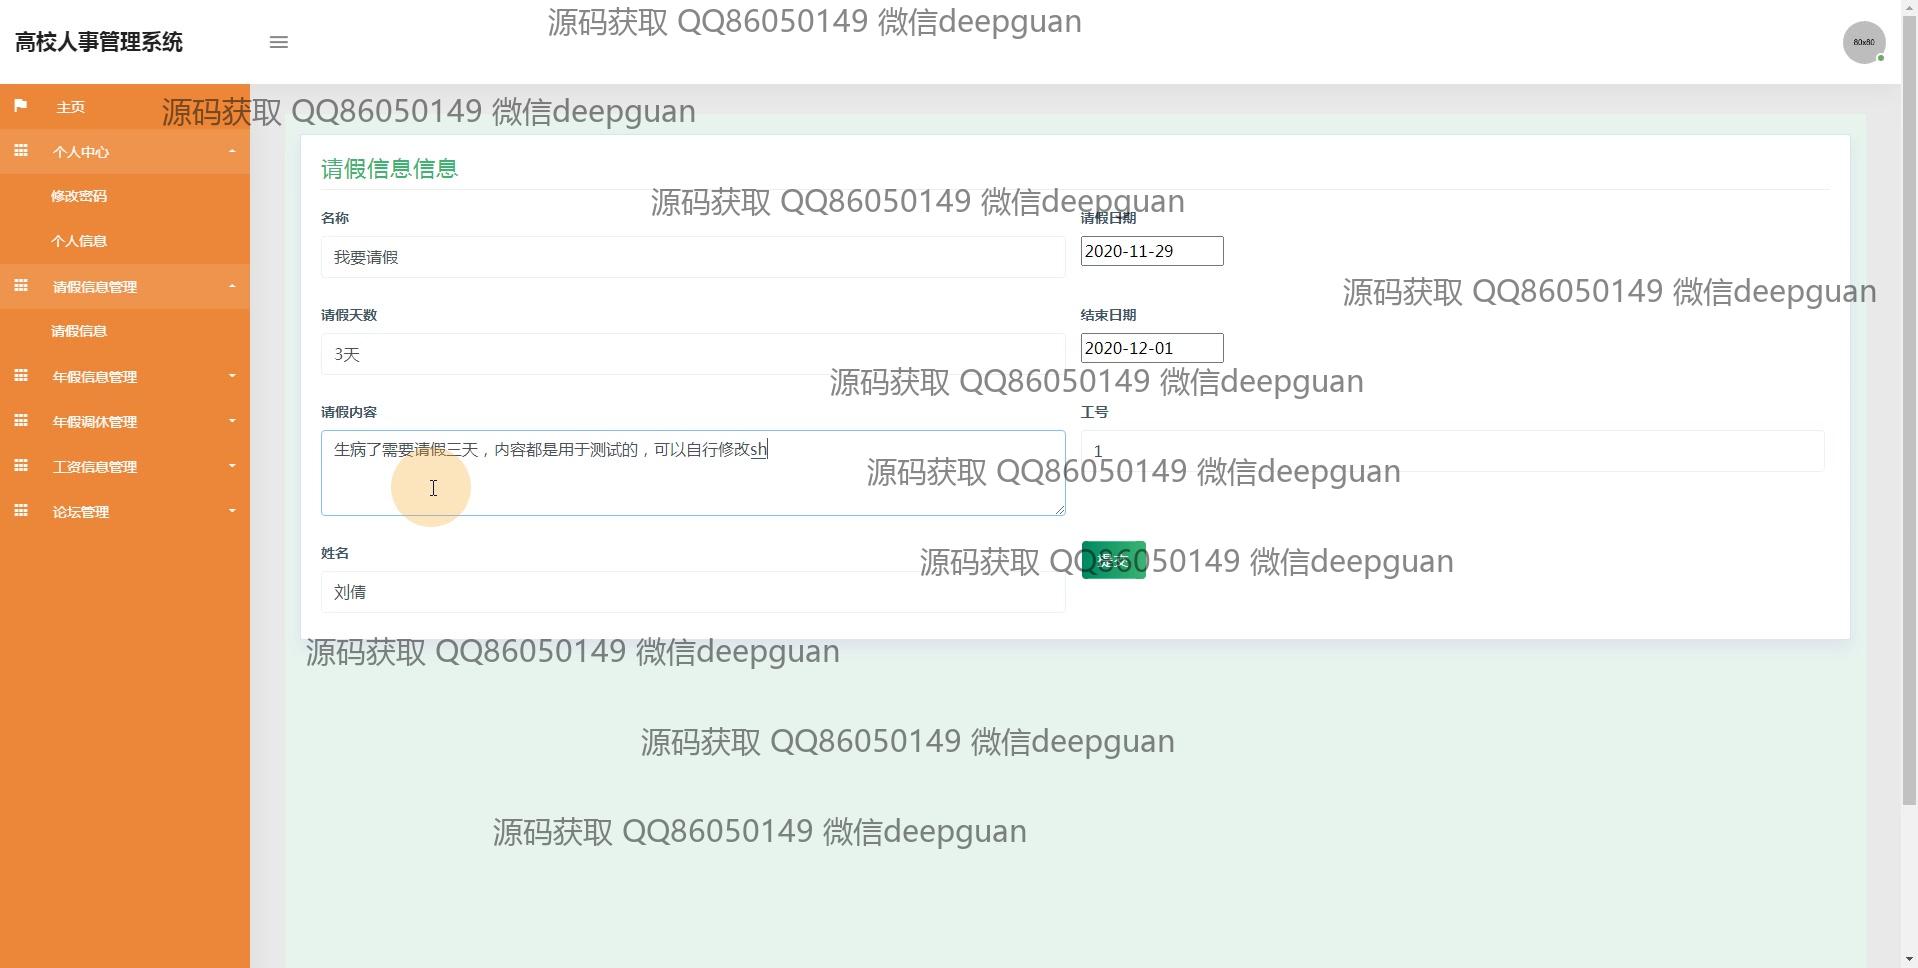 源码获取 QQ86050149 微信deepguan
高校人事管理系统
80x80
主页
源码获取 QQ86050149 微信deepguan
个人中心
修改密码
个人信息
请假信息管理
请假信息
年假信息管理
年假调休管理
工资信息管理
论坛管理
请假信息信息
源码获取 QQ86050149 微信deepguan
名称
请假日期
我要请假
2020-11-29
源码获取 QQ86050149 微信deepguan
请假天数
结束日期
3天
2020-12-01
源码获取 QQ86050149 微信deepguan
请假内容
工号
生病了需要请假三天，内容都是用于测试的，可以自行修改sh
1
源码获取 QQ86050149 微信deepguan
姓名
提交
源码获取 QQ86050149 微信deepguan
刘倩
源码获取 QQ86050149 微信deepguan
源码获取 QQ86050149 微信deepguan
源码获取 QQ86050149 微信deepguan